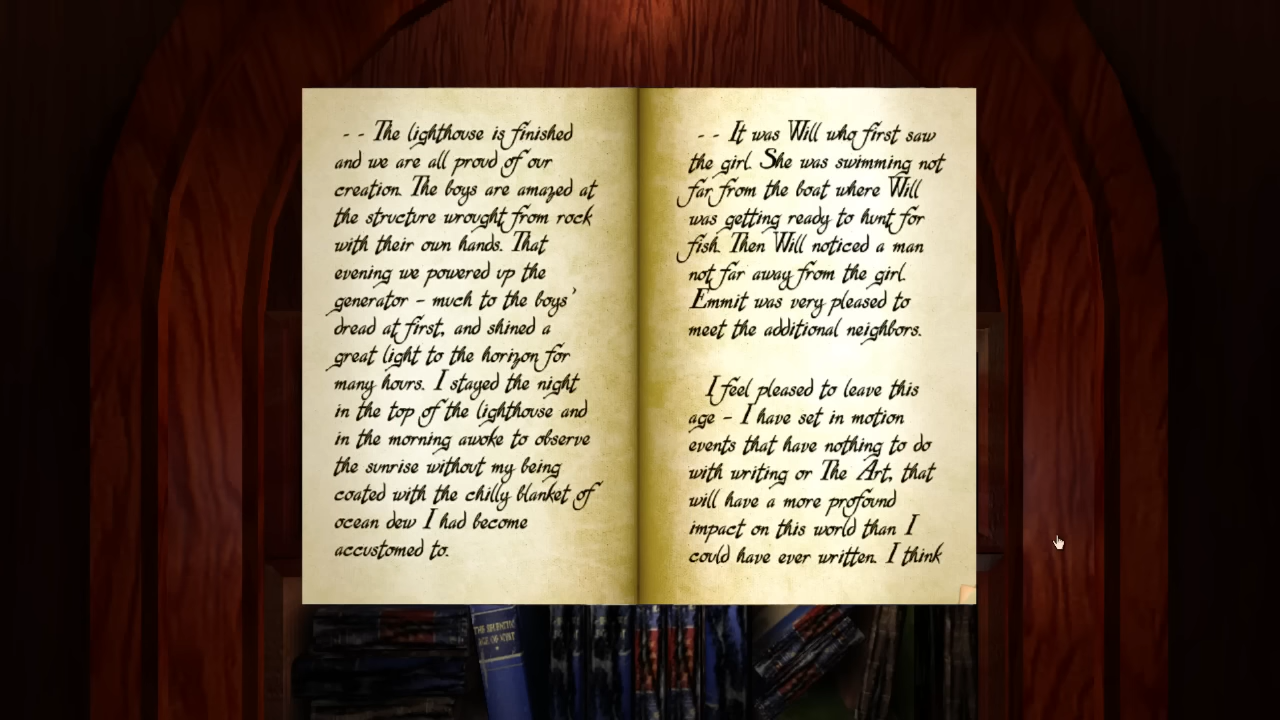 -- The lighthouse is finished
and we are all proud of our
creation. The boys are amazed at
the structure wrought from rock
with their own hands. That
evening we powered up the
generator - much to the boys'
dread at first, and shined a
great light to the horizon for
many hours. I stayed the night
in the top of the lighthouse and
in the morning awoke to observe
the sunrise without my being
coated with the chilly blanket of
ocean dew I had become
accustomed to.
-- It was Will who first saw
the girl. She was swimming not
far from the boat where Will
was getting ready to hunt for
fish. Then Will noticed a man
not far away from the girl.
Emmit was very pleased to
meet the additional neighbors.
I feel pleased to leave this
age - I have set in motion
events that have nothing to do
with writing or The Art, that
will have a more profound
impact on this world than I
could have ever written. I think
THE
AGE OF